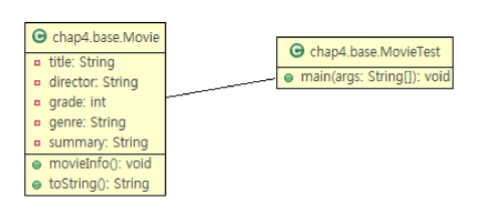 C chap4.base.Movie
title: String
director: String
grade: int
genre: String
summary: String
movieInfo(): void
toString(): String
C chap4.base.MovieTest
main(args: String[]): void